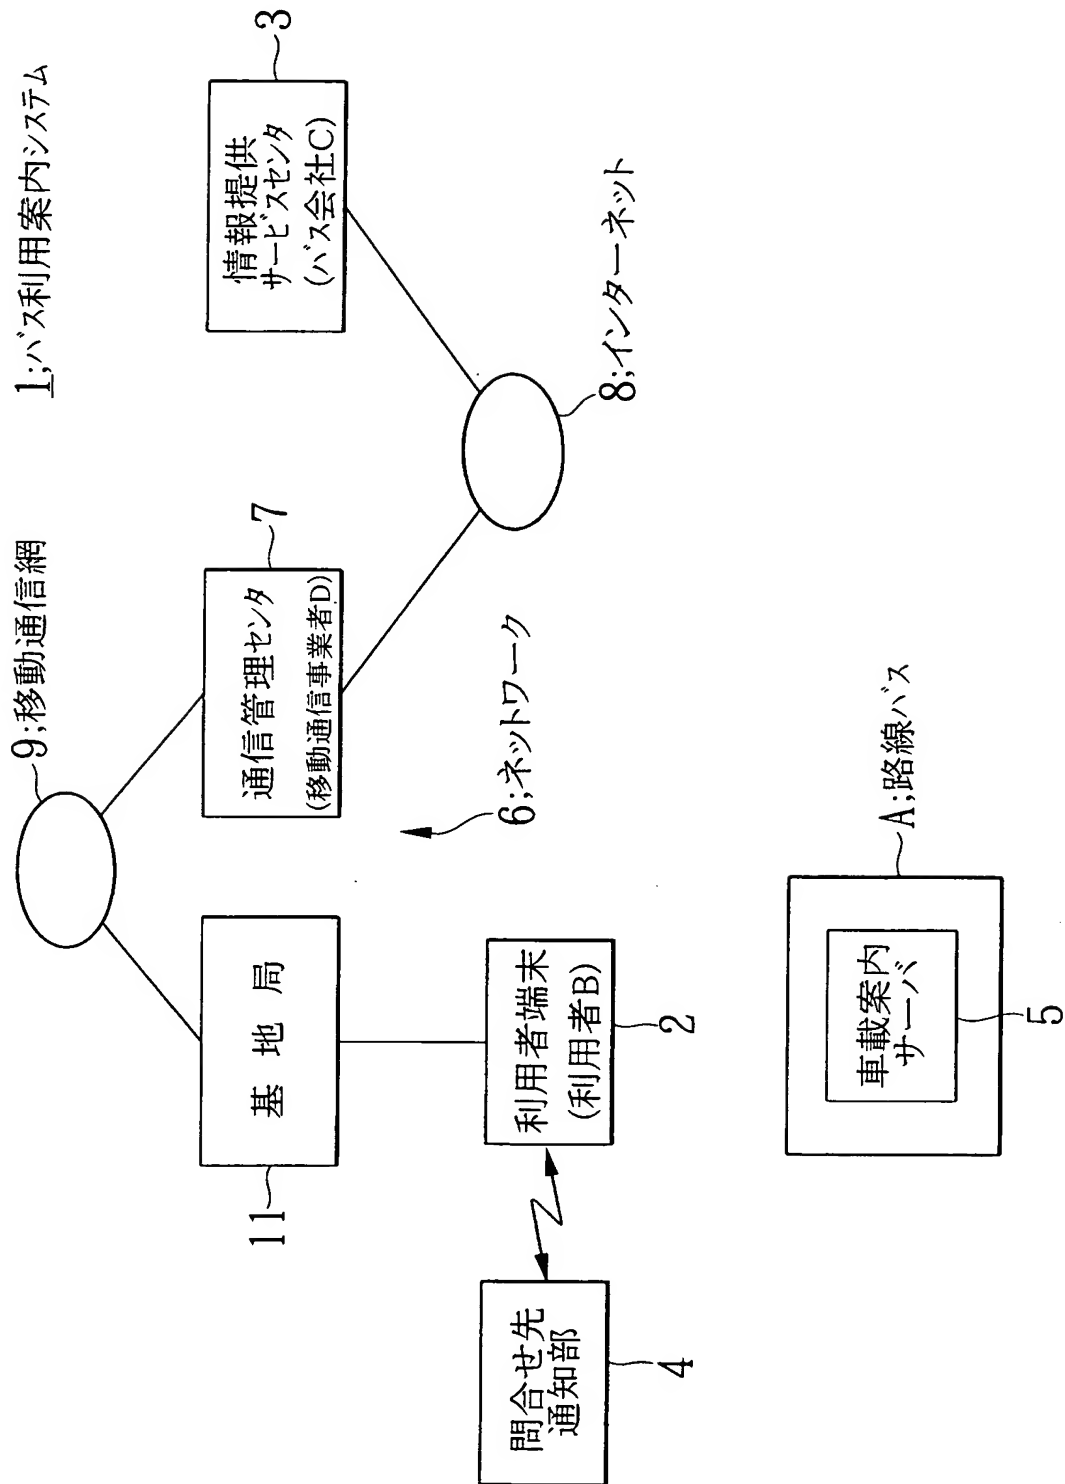 1;バス利用案内システム
9;移動通信網
3
情報提供
サービスセンタ
(バス会社C)
7
通信管理センタ
(移動通信事業者D)
基地局
11
8;インターネット
6;ネットワーク
問合せ先
通知部
4
利用者端末
(利用者B)
2
A;路線バス
車載案内
サーバ
5